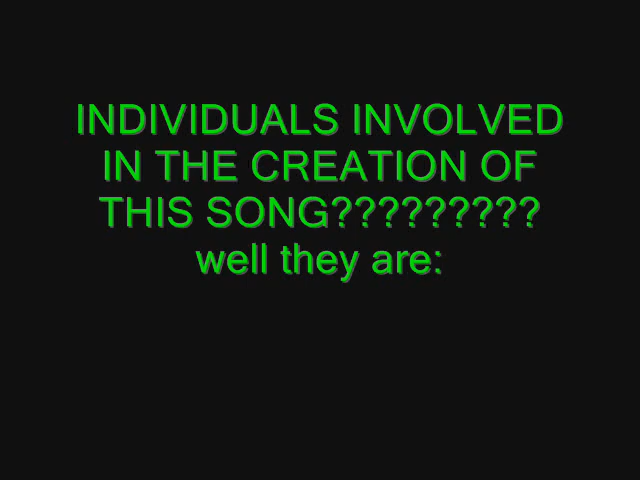 INDIVIDUALS INVOLVED
IN THE CREATION OF
THIS SONG?????????
well they are: